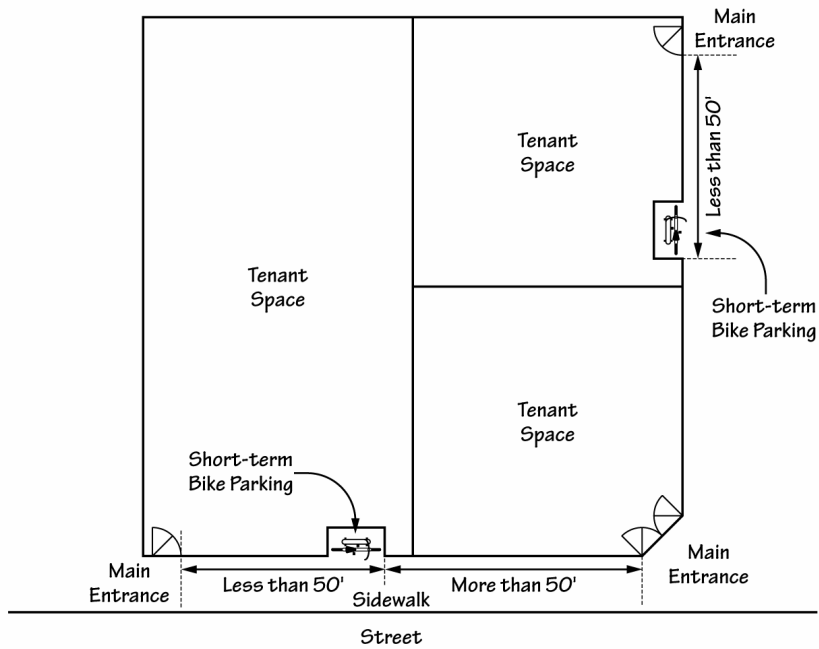 Main
Entrance
Less than 50'
Tenant
Space
Tenant
Space
Short-term
Bike Parking
Tenant
Space
Short-term
Bike Parking
Main
Entrance
Less than 50'
More than 50'
Main
Entrance
Sidewalk
Street